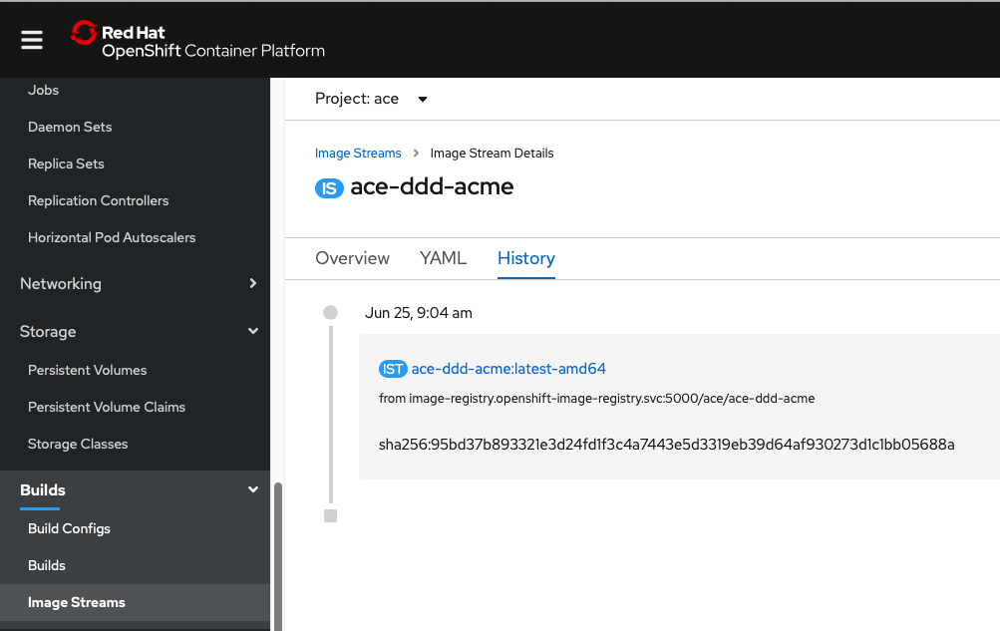 Red Hat
OpenShift Container Platform
Jobs
Daemon Sets
Replica Sets
Replication Controllers
Horizontal Pod Autoscalers
Networking
Storage
Persistent Volumes
Persistent Volume Claims
Storage Classes
Builds
Build Configs
Builds
Image Streams
Project: ace
Image Streams > Image Stream Details
IS ace-ddd-acme
Overview YAML History
Jun 25, 9:04 am
IST ace-ddd-acme:latest-amd64
from image-registry.openshift-image-registry.svc:5000/ace/ace-ddd-acme
sha256:95bd37b893321e3d24fd1f3c4a7443e5d3319eb39d64af930273d1c1bb05688a